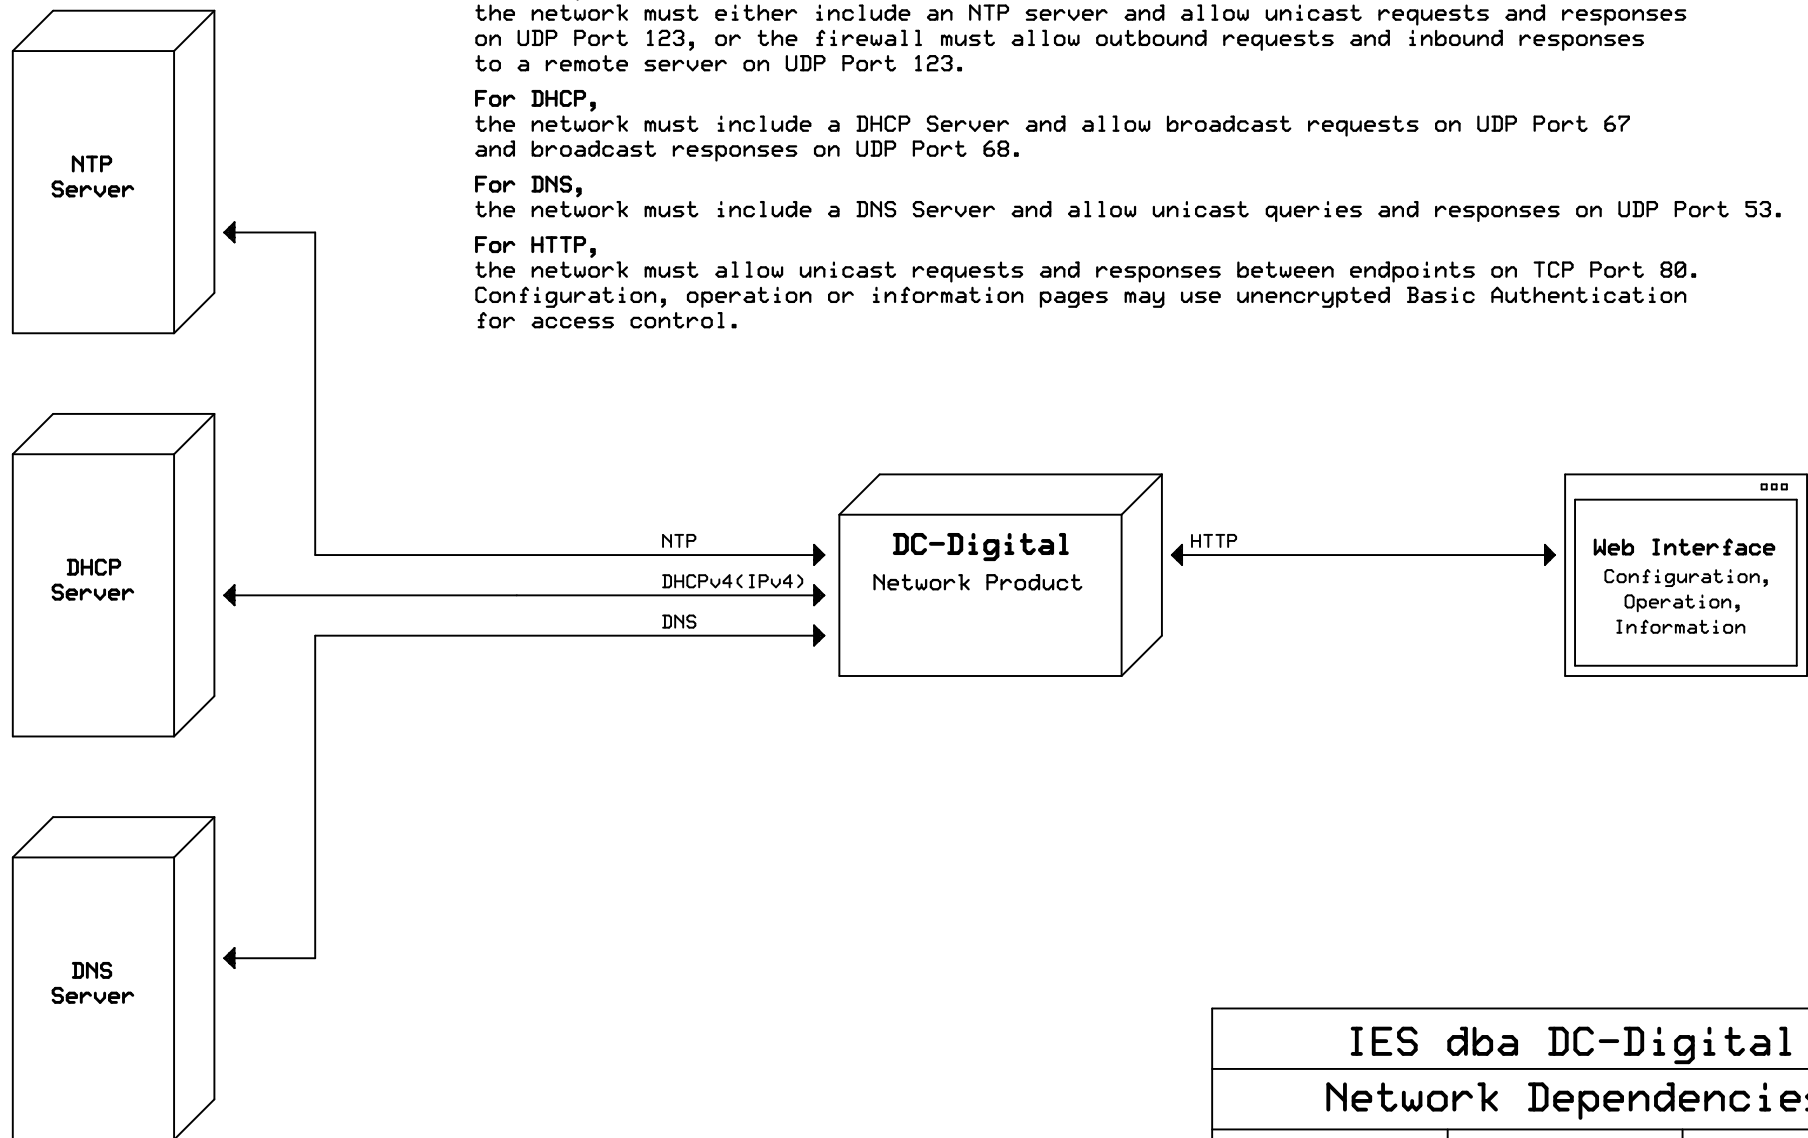 the network must either include an NTP server and allow unicast requests and responses
on UDP Port 123, or the firewall must allow outbound requests and inbound responses
to a remote server on UDP Port 123.
For DHCP,
the network must include a DHCP Server and allow broadcast requests on UDP Port 67
and broadcast responses on UDP Port 68.
For DNS,
the network must include a DNS Server and allow unicast queries and responses on UDP Port 53.
For HTTP,
the network must allow unicast requests and responses between endpoints on TCP Port 80.
Configuration, operation or information pages may use unencrypted Basic Authentication
for access control.
NTP
Server
DHCP
Server
DNS
Server
NTP
DHCPv4(IPv4)
DNS
DC-Digital
Network Product
HTTP
Web Interface
Configuration,
Operation,
Information
IES dba DC-Digital
Network Dependencies